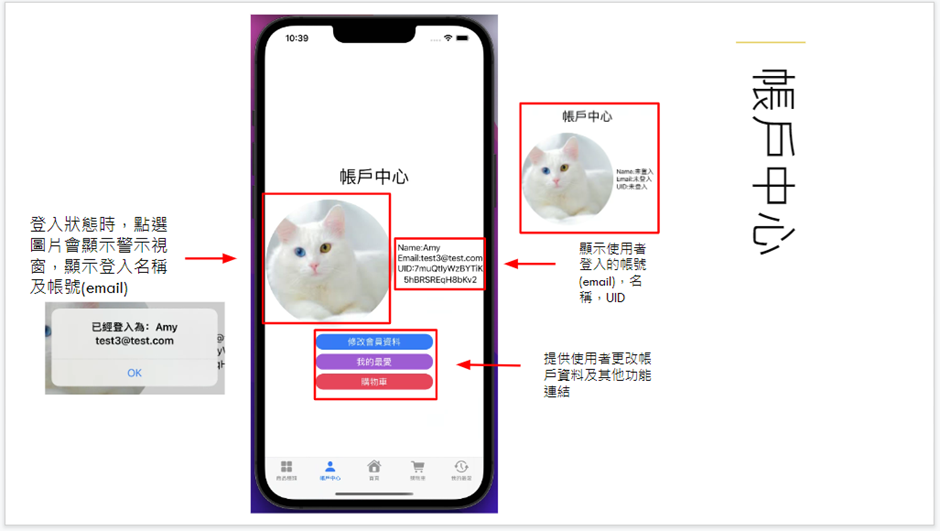 帳戶中心
登入狀態時，點選
圖片會顯示警示視
窗，顯示登入名稱
及帳號(email)
已經登入為：Amy
test3@test.com
OK
10:39
帳戶中心
Name:Amy
Email:test3@test.com
UID:7muQtIyWzBYTiK
5hBRSREqH8bKv2
修改會員資料
我的最愛
購物車
帳戶中心
首頁
購物車
帳戶中心
Name:未登入
Email:未登入
UID:未登入
顯示使用者
登入的帳號
(email)，名
稱，UID
提供使用者更改帳
戶資料及其他功能
連結